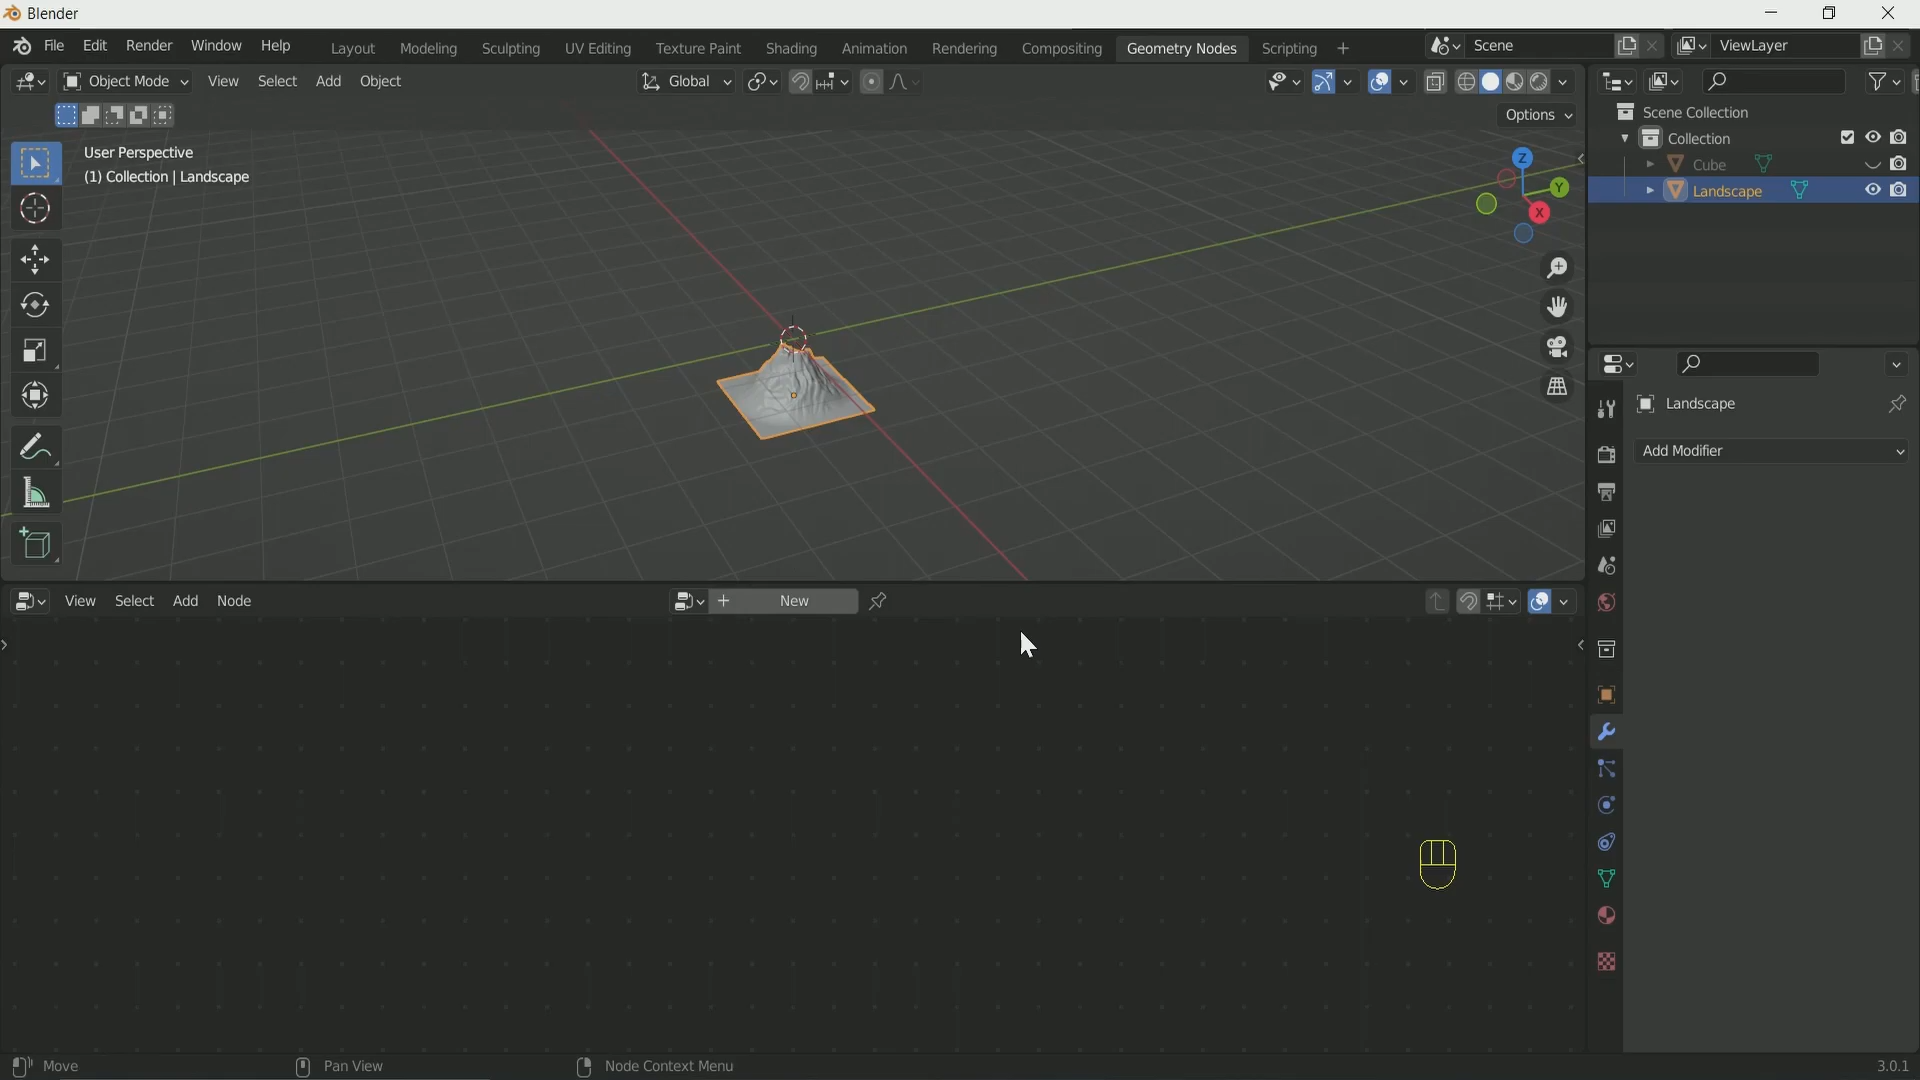 Blender
File Edit Render Window Help Layout Modeling Sculpting UV Editing Texture Paint Shading Animation Rendering Compositing Geometry Nodes Scripting + Scene ViewLayer
Object Mode View Select Add Object Global
Options
User Perspective
(1) Collection | Landscape
Z
Y
X
Scene Collection
Collection
Cube
Landscape
Landscape
Add Modifier
View Select Add Node + New
Move Pan View Node Context Menu 3.0.1